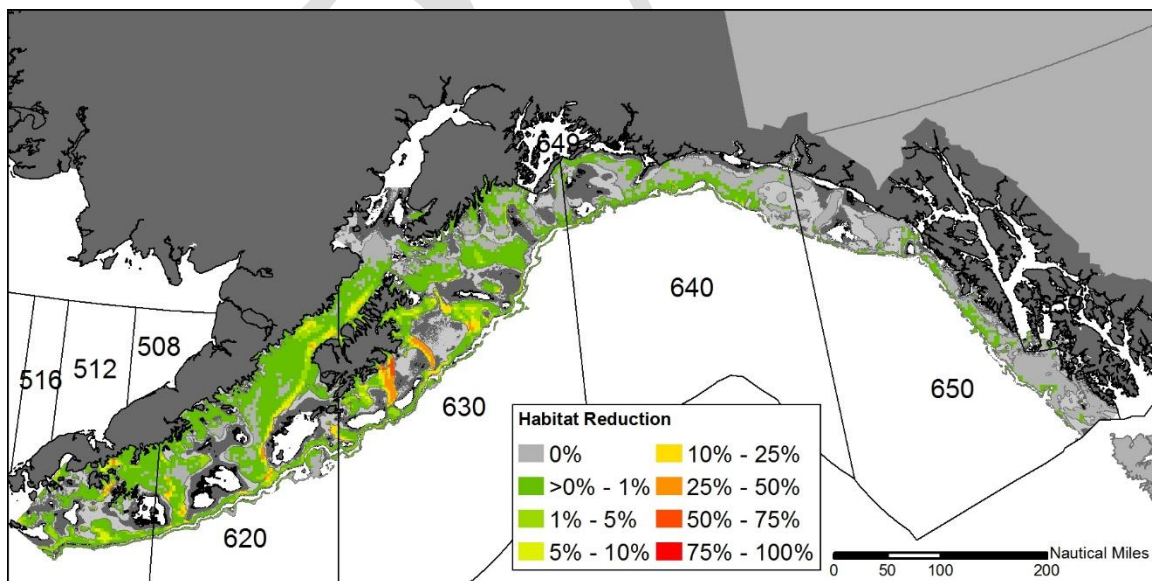 649
640
508
512
516
650
630
620
Habitat Reduction
0%
>0% - 1%
1% - 5%
5% - 10%
10% - 25%
25% - 50%
50% - 75%
75% - 100%
Nautical Miles
0 50 100 200